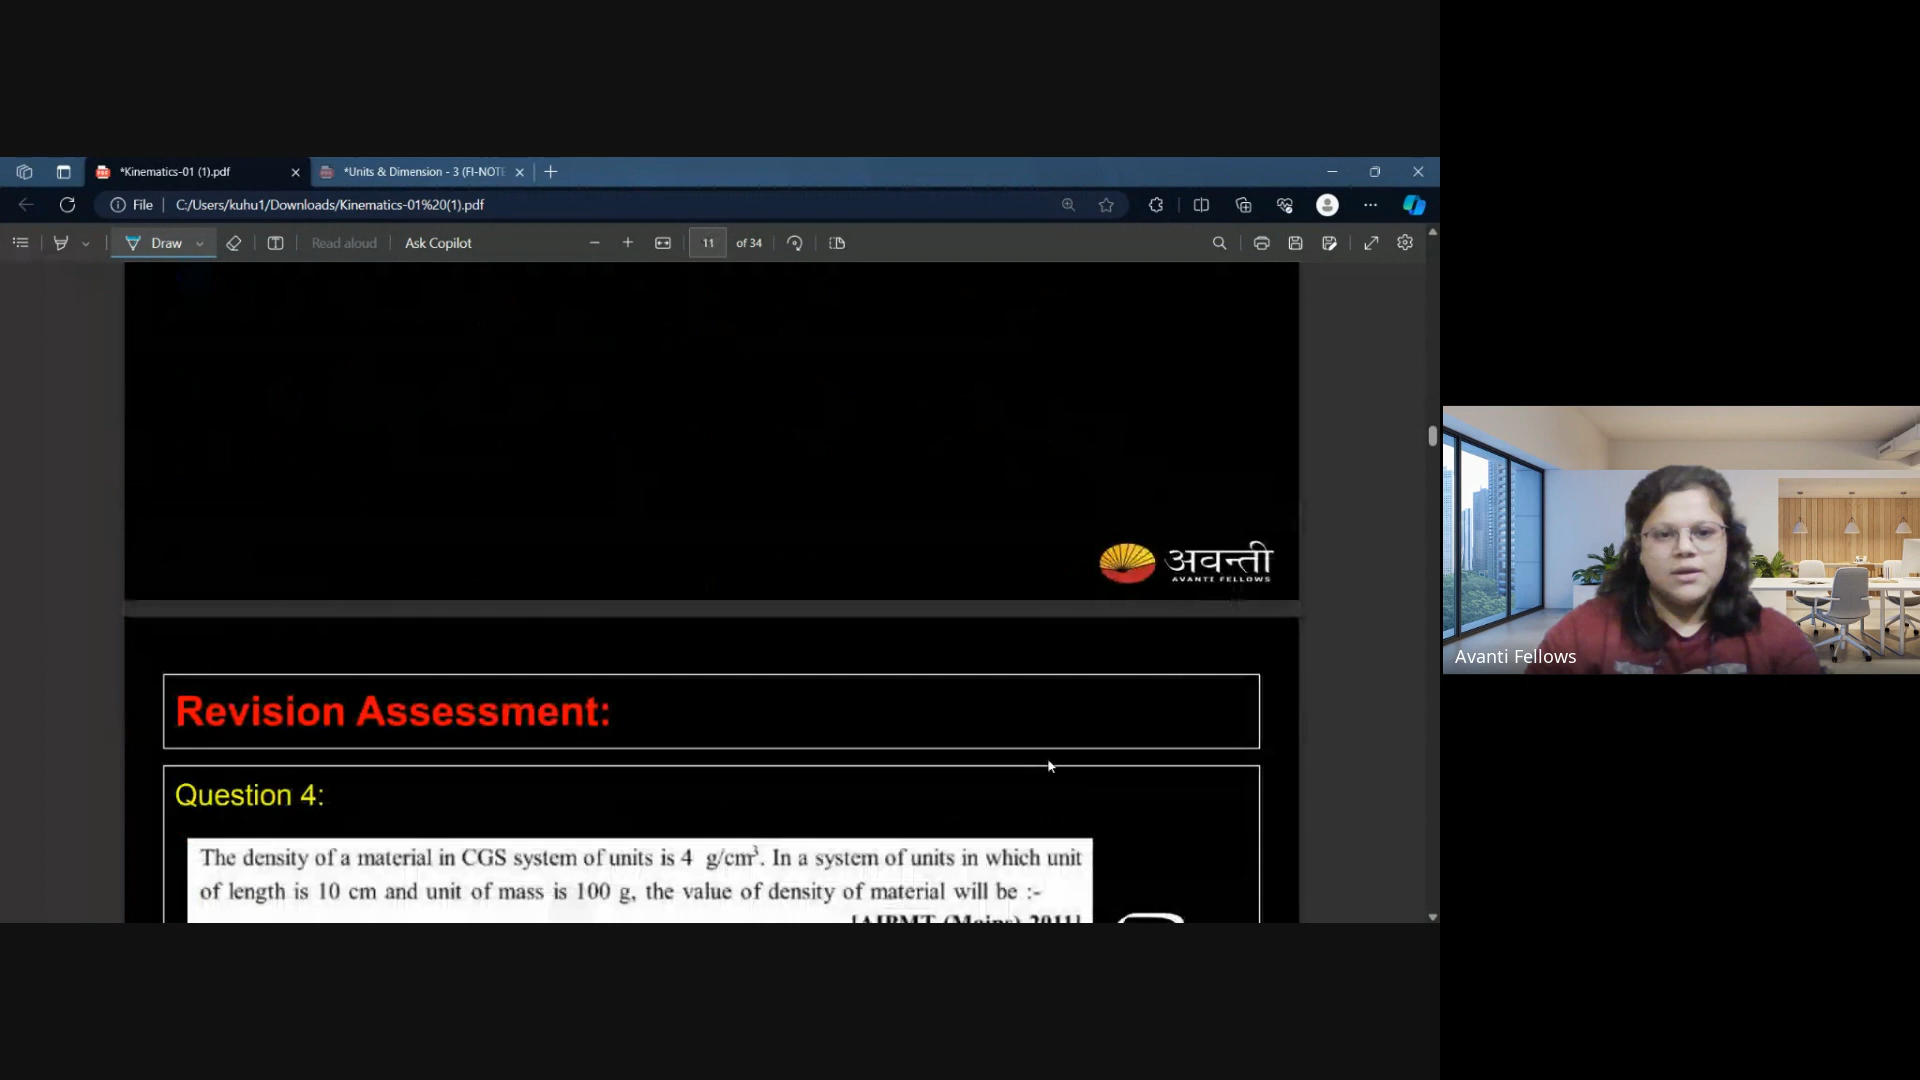 *Kinematics-01 (1).pdf
*Units & Dimension - 3 (FI-NOTE
File
C:/Users/kuhu1/Downloads/Kinematics-01%20(1).pdf
Draw
Read aloud
Ask Copilot
11
of 34
अवन्ती
AVANTI FELLOWS
Revision Assessment:
Question 4:
The density of a material in CGS system of units is 4 g/cm³. In a system of units in which unit
of length is 10 cm and unit of mass is 100 g, the value of density of material will be :-
[AIPMT (Mains) 2011]
Avanti Fellows